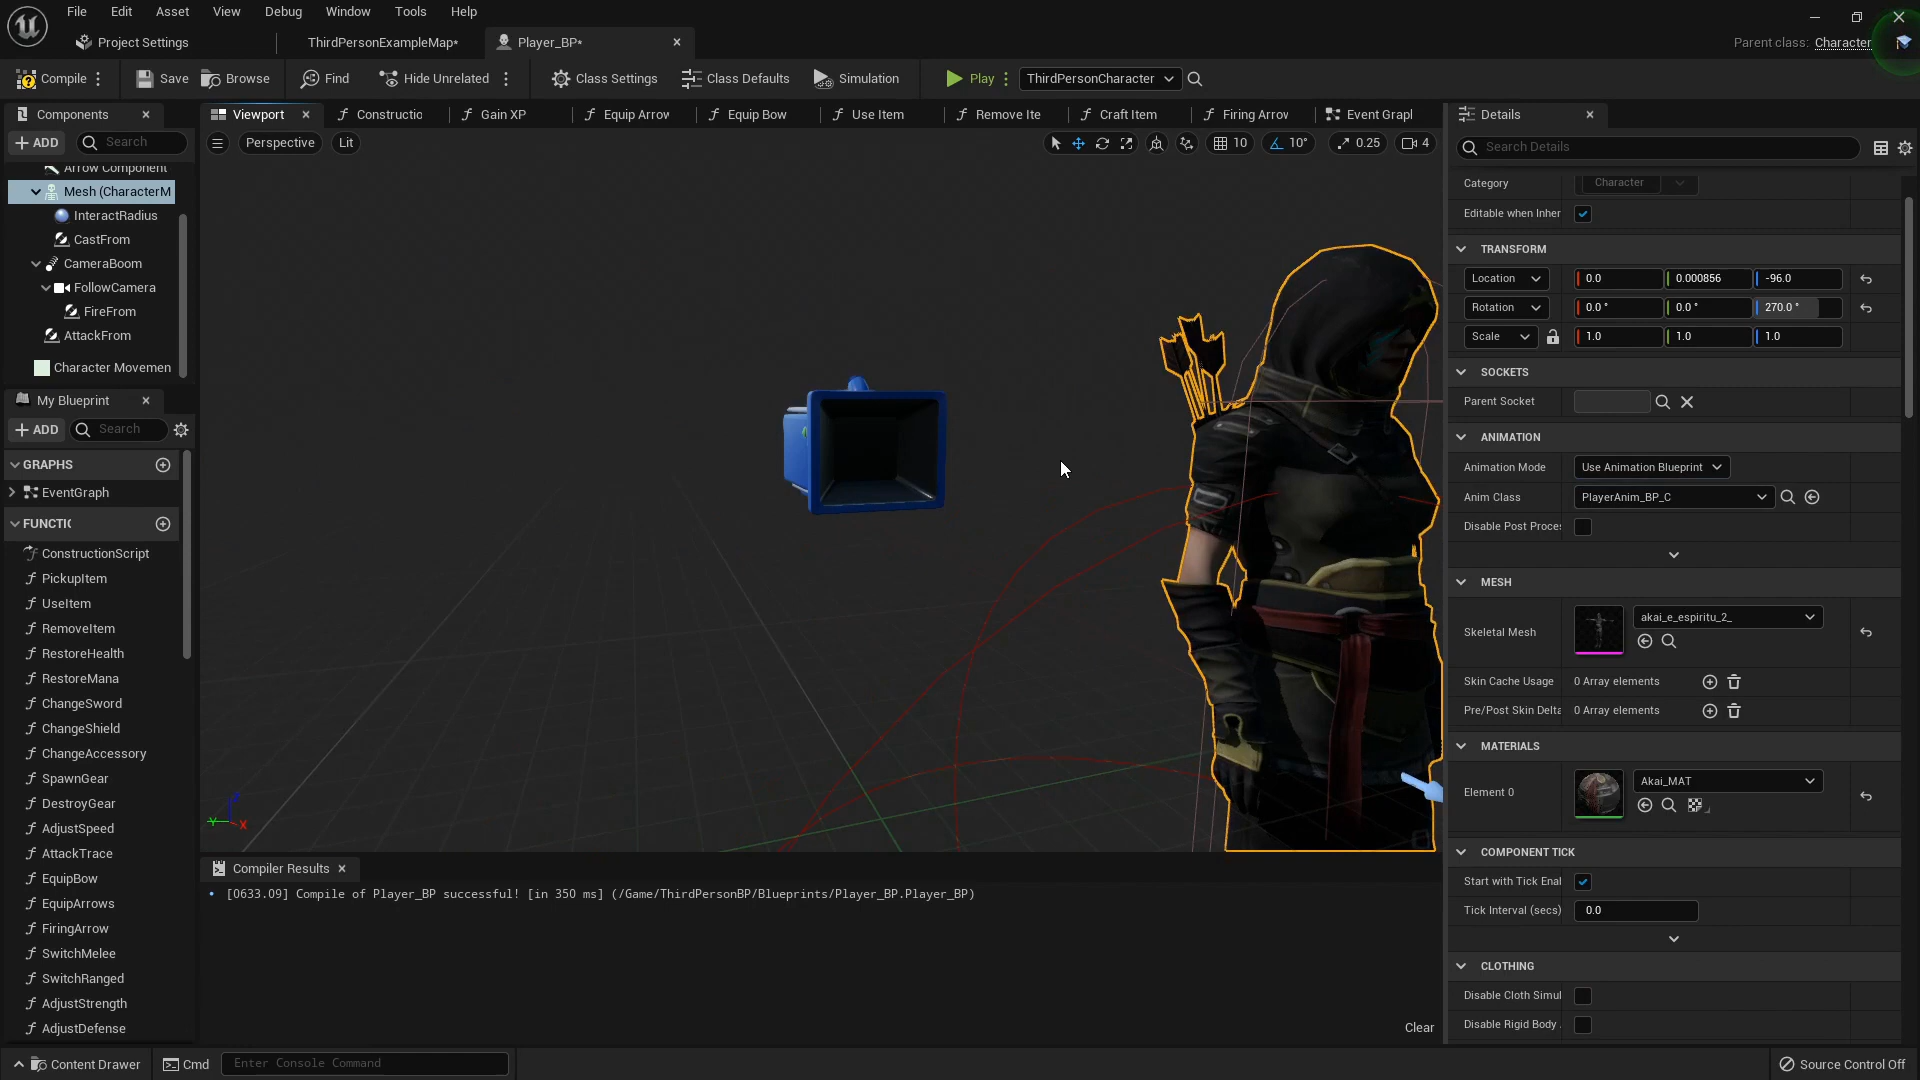 File Edit Asset View Debug Window Tools Help
Project Settings ThirdPersonExampleMap* Player_BP* Parent class: Character
Compile Save Browse Find Hide Unrelated Class Settings Class Defaults Simulation Play ThirdPersonCharacter
Components
ADD Search
Arrow Component
Mesh (CharacterM
InteractRadius
CastFrom
CameraBoom
FollowCamera
FireFrom
AttackFrom
Character Movemen
My Blueprint
ADD Search
GRAPHS
EventGraph
FUNCTIC
ConstructionScript
PickupItem
UseItem
RemoveItem
RestoreHealth
RestoreMana
ChangeSword
ChangeShield
ChangeAccessory
SpawnGear
DestroyGear
AdjustSpeed
AttackTrace
EquipBow
EquipArrows
FiringArrow
SwitchMelee
SwitchRanged
AdjustStrength
AdjustDefense
Viewport Constructio Gain XP Equip Arrow Equip Bow Use Item Remove Ite Craft Item Firing Arrow Event Grapl
Perspective Lit 10 10° 0.25 4
Y X
Compiler Results
[0633.09] Compile of Player_BP successful! [in 350 ms] (/Game/ThirdPersonBP/Blueprints/Player_BP.Player_BP)
Clear
Details
Search Details
Category Character
Editable when Inher
TRANSFORM
Location 0.0 0.000856 -96.0
Rotation 0.0 ° 0.0 ° 270.0 °
Scale 1.0 1.0 1.0
SOCKETS
Parent Socket
ANIMATION
Animation Mode Use Animation Blueprint
Anim Class PlayerAnim_BP_C
Disable Post Proce
MESH
Skeletal Mesh akai_e_espiritu_2_
Skin Cache Usage 0 Array elements
Pre/Post Skin Delta 0 Array elements
MATERIALS
Element 0 Akai_MAT
COMPONENT TICK
Start with Tick Enal
Tick Interval (secs) 0.0
CLOTHING
Disable Cloth Simul
Disable Rigid Body
Content Drawer Cmd Enter Console Command Source Control Off